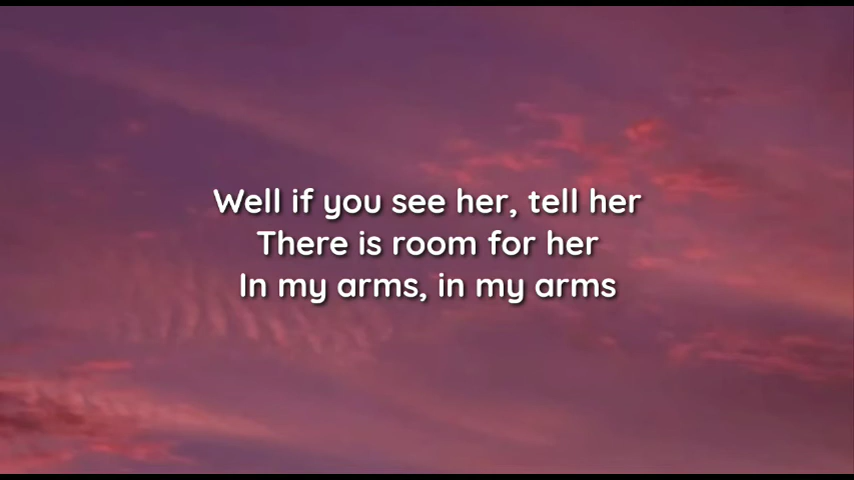 Well if you see her, tell her
There is room for her
In my arms, in my arms